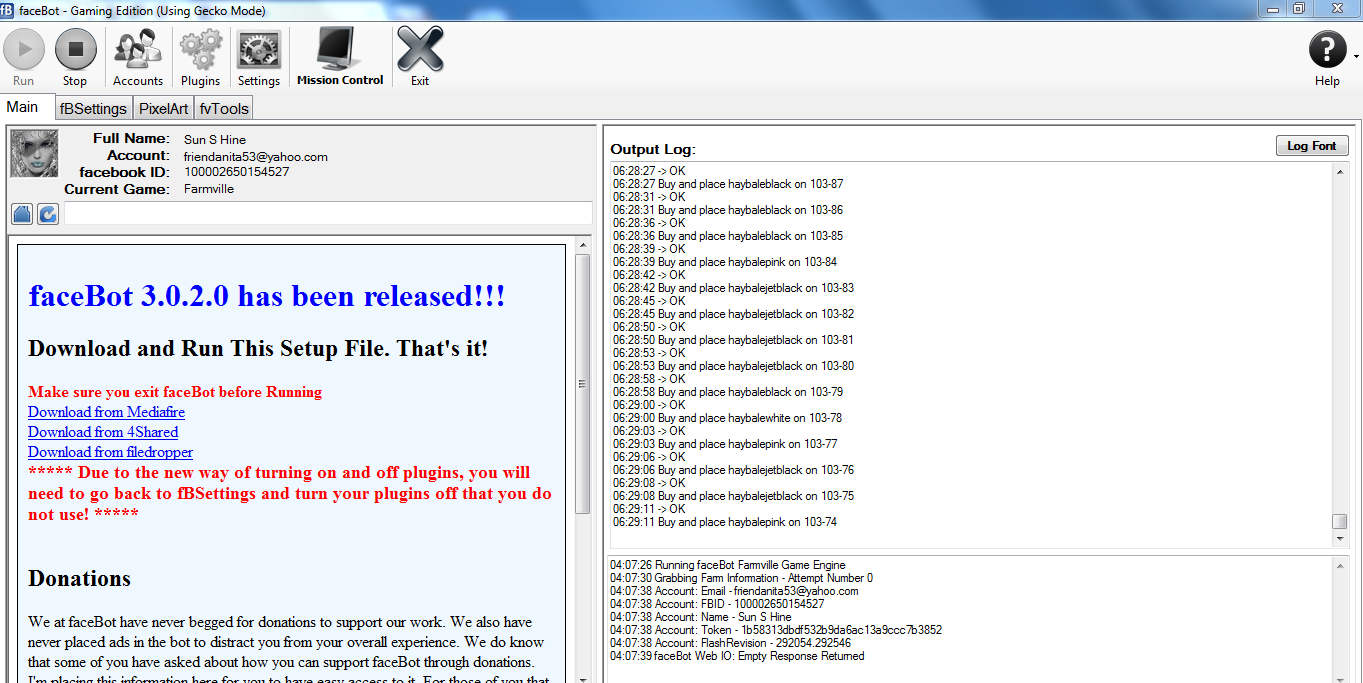 fB faceBot - Gaming Edition (Using Gecko Mode)
Run
Stop
Accounts
Plugins
Settings
Mission Control
Exit
Help
Main
fBSettings
PixelArt
fvTools
Full Name: Sun S Hine
Account: friendanita53@yahoo.com
facebook ID: 100002650154527
Current Game: Farmville
faceBot 3.0.2.0 has been released!!!
Download and Run This Setup File. That's it!
Make sure you exit faceBot before Running
Download from Mediafire
Download from 4Shared
Download from filedropper
***** Due to the new way of turning on and off plugins, you will
need to go back to fBSettings and turn your plugins off that you do
not use! *****
Donations
We at faceBot have never begged for donations to support our work. We also have
never placed ads in the bot to distract you from your overall experience. We do know
that some of you have asked about how you can support faceBot through donations.
I'm placing this information here for you to have easy access to it. For those of you that
Output Log:
Log Font
06:28:27 -> OK
06:28:27 Buy and place haybaleblack on 103-87
06:28:31 -> OK
06:28:31 Buy and place haybaleblack on 103-86
06:28:36 -> OK
06:28:36 Buy and place haybaleblack on 103-85
06:28:39 -> OK
06:28:39 Buy and place haybalepink on 103-84
06:28:42 -> OK
06:28:42 Buy and place haybalejetblack on 103-83
06:28:45 -> OK
06:28:45 Buy and place haybalejetblack on 103-82
06:28:50 -> OK
06:28:50 Buy and place haybalejetblack on 103-81
06:28:53 -> OK
06:28:53 Buy and place haybalejetblack on 103-80
06:28:58 -> OK
06:28:58 Buy and place haybaleblack on 103-79
06:29:00 -> OK
06:29:00 Buy and place haybalewhite on 103-78
06:29:03 -> OK
06:29:03 Buy and place haybalepink on 103-77
06:29:06 -> OK
06:29:06 Buy and place haybalejetblack on 103-76
06:29:08 -> OK
06:29:08 Buy and place haybalejetblack on 103-75
06:29:11 -> OK
06:29:11 Buy and place haybalepink on 103-74
04:07:26 Running faceBot Farmville Game Engine
04:07:30 Grabbing Farm Information - Attempt Number 0
04:07:38 Account: Email - friendanita53@yahoo.com
04:07:38 Account: FBID - 100002650154527
04:07:38 Account: Name - Sun S Hine
04:07:38 Account: Token - 1b58313dbdf532b9da6ac13a9ccc7b3852
04:07:38 Account: FlashRevision - 292054.292546
04:07:39 faceBot Web IO: Empty Response Returned